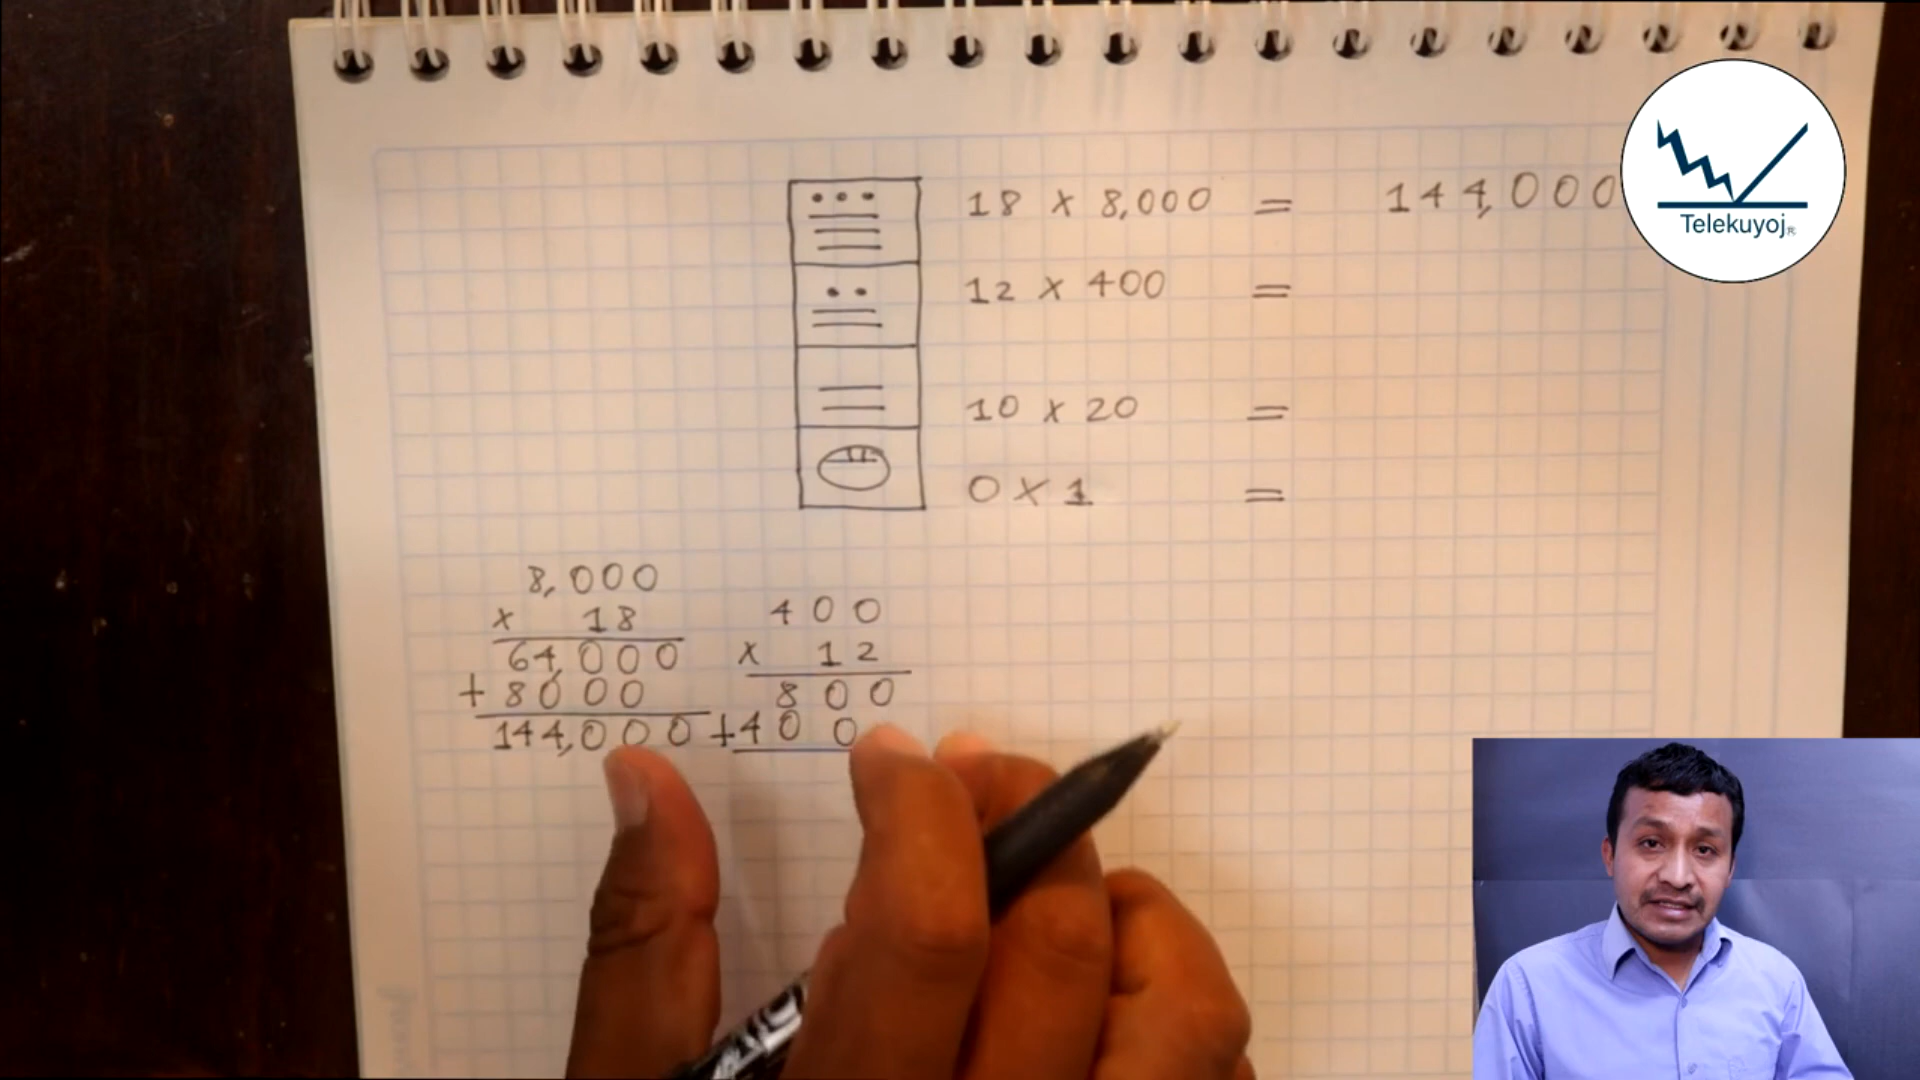 18 x 8,000 = 144,000
12 x 400 =
10 x 20 =
0 x 1 =
8,000
x 18
64,000
+ 8000
144,000
400
x 12
800
+400
Telekuyoj